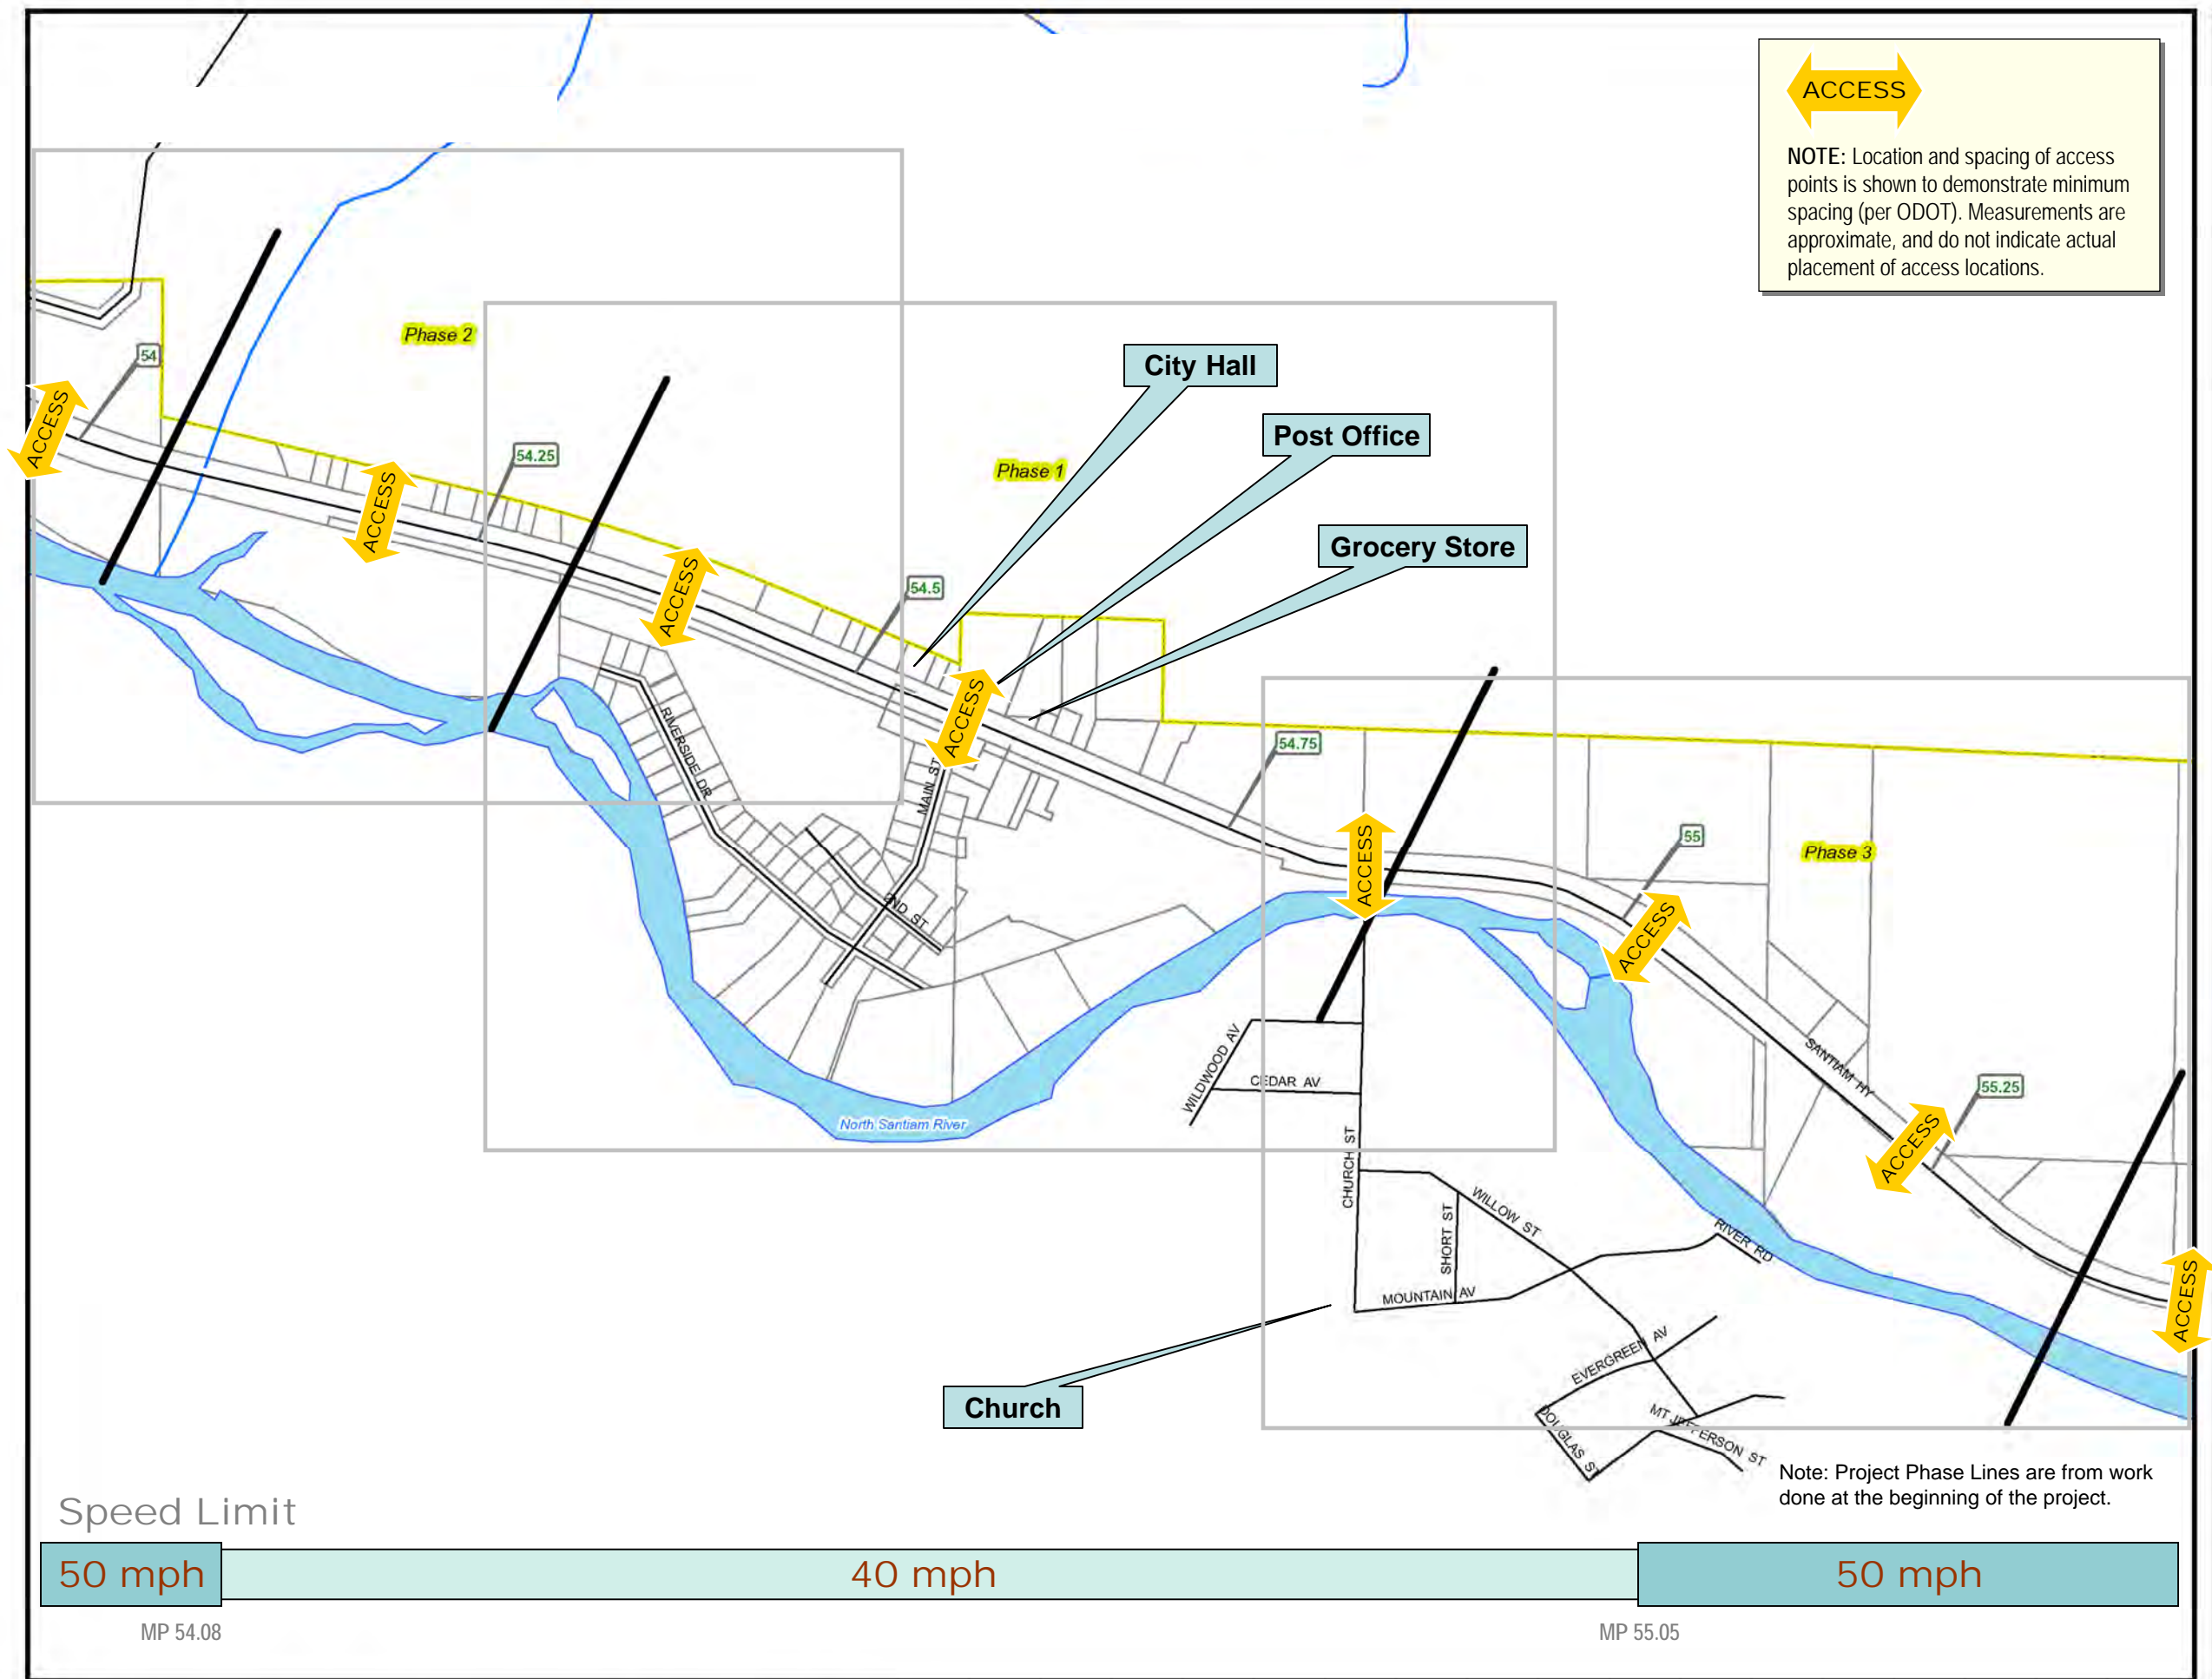 ACCESS
NOTE: Location and spacing of access
points is shown to demonstrate minimum
spacing (per ODOT). Measurements are
approximate, and do not indicate actual
placement of access locations.
Phase 2
54
ACCESS
City Hall
Post Office
54.25
Phase 1
ACCESS
Grocery Store
ACCESS
54.5
ACCESS
RIVERSIDE DR
MAIN ST
54.75
ACCESS
55
Phase 3
2ND ST
ACCESS
WILDWOOD AV
CEDAR AV
SANTIAM HY
55.25
North Santiam River
ACCESS
CHURCH ST
WILLOW ST
SHORT ST
RIVER RD
MOUNTAIN AV
ACCESS
EVERGREEN AV
Church
DOUGLAS ST
MT JEFFERSON ST
Note: Project Phase Lines are from work
done at the beginning of the project.
Speed Limit
50 mph
40 mph
50 mph
MP 54.08
MP 55.05